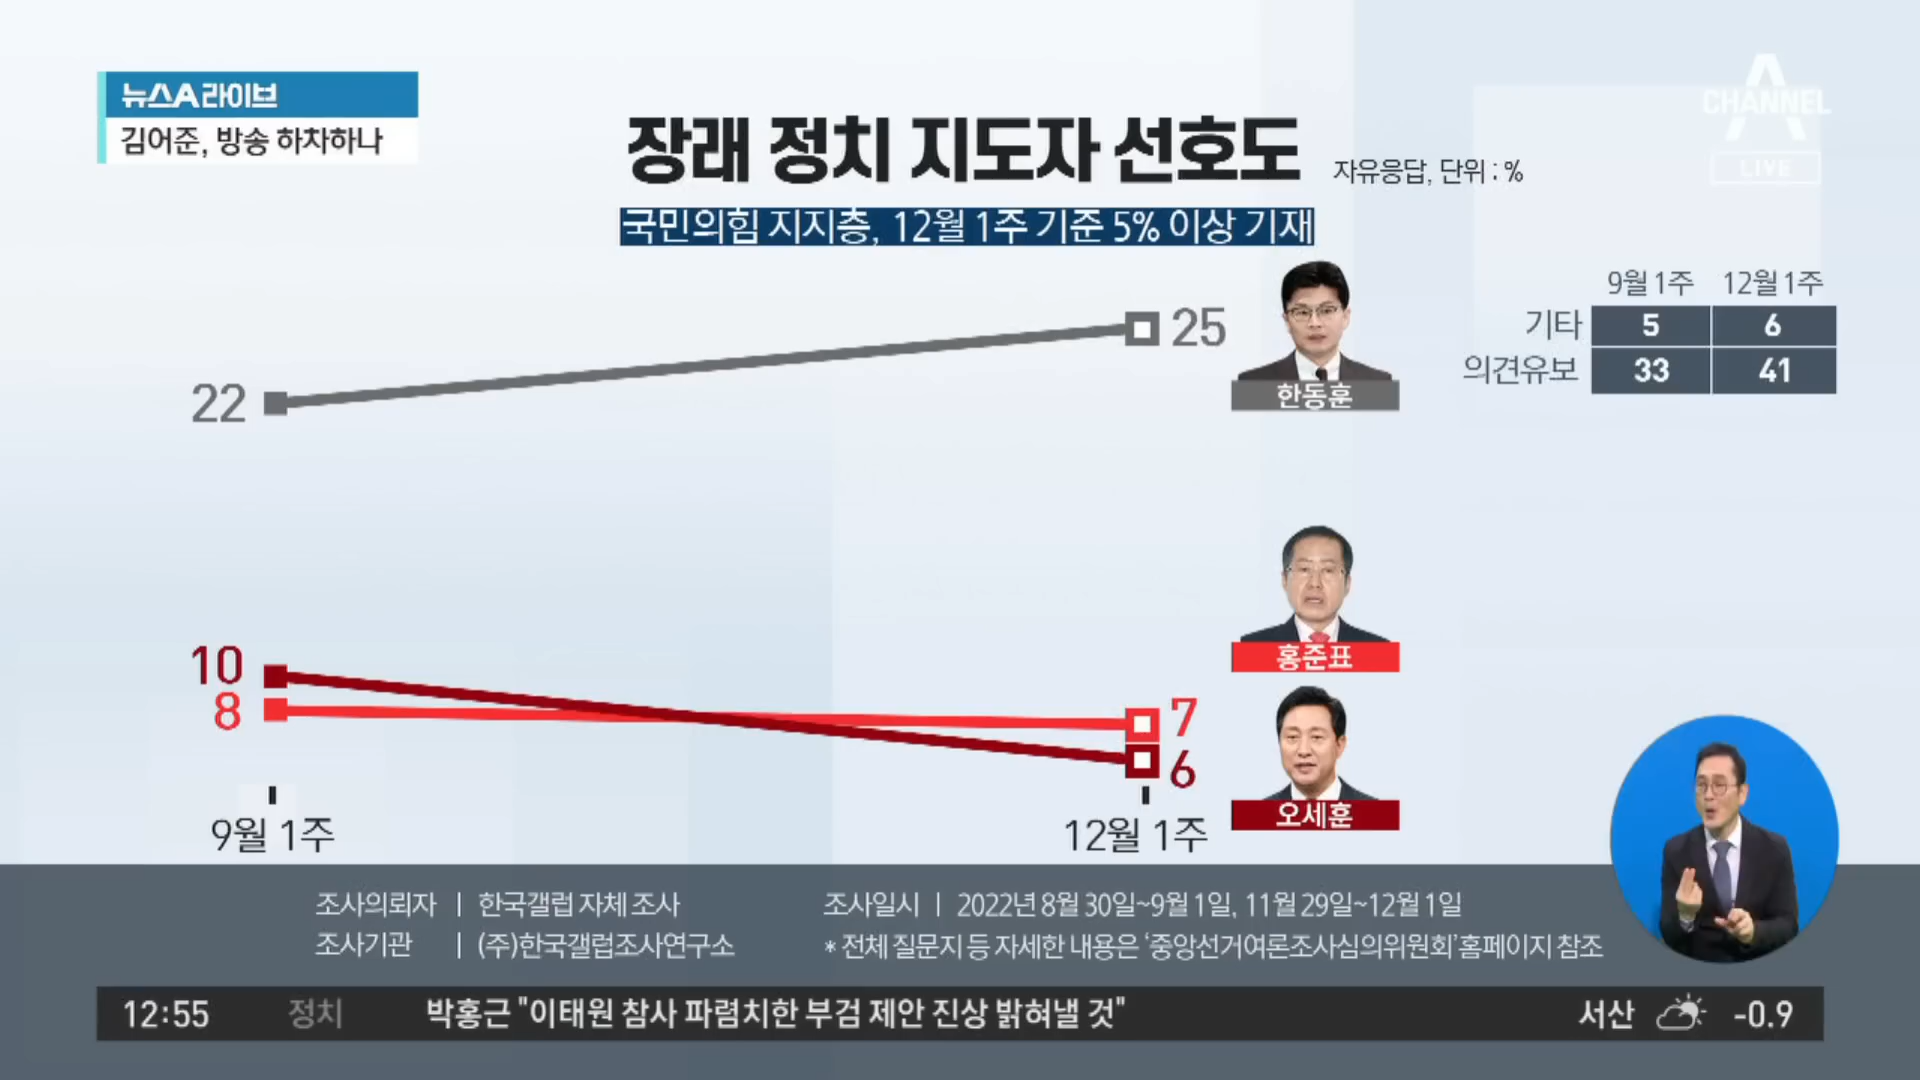 뉴스A 라이브
김어준, 방송 하차하나
CHANNEL A
LIVE
장래 정치 지도자 선호도
자유응답, 단위 : %
국민의힘 지지층, 12월 1주 기준 5% 이상 기재
9월 1주 12월 1주
기타 5 6
의견유보 33 41
22
25
한동훈
홍준표
10
8
7
6
오세훈
9월 1주
12월 1주
조사의뢰자 | 한국갤럽 자체 조사
조사일시 | 2022년 8월 30일~9월 1일, 11월 29일~12월 1일
조사기관 | (주)한국갤럽조사연구소
* 전체 질문지 등 자세한 내용은 '중앙선거여론조사심의위원회' 홈페이지 참조
12:55 정치 박홍근 "이태원 참사 파렴치한 부검 제안 진상 밝혀낼 것" 서산 -0.9